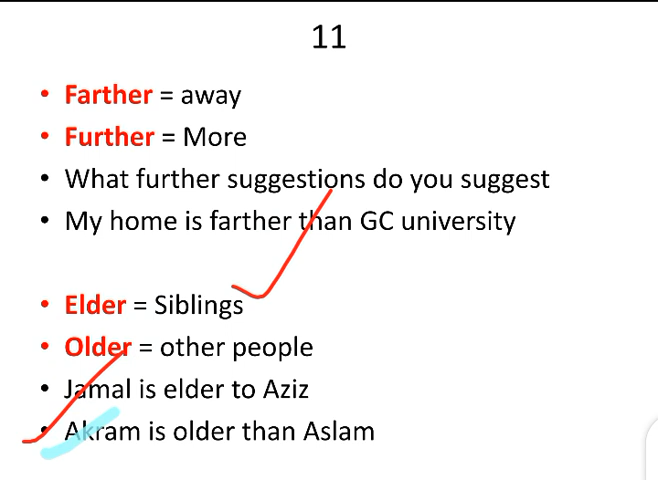 11
• Farther = away
• Further = More
• What further suggestions do you suggest
• My home is farther than GC university
• Elder = Siblings
• Older = other people
• Jamal is elder to Aziz
• Akram is older than Aslam